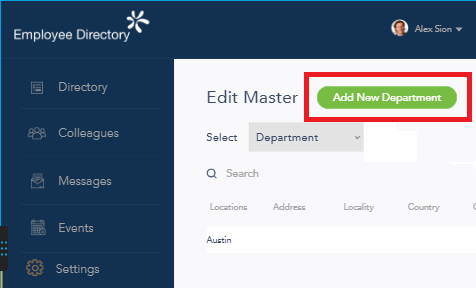 Employee Directory
Alex Sion
Directory
Colleagues
Messages
Events
Settings
Edit Master
Add New Department
Select Department
Search
Locations Address Locality Country
Austin